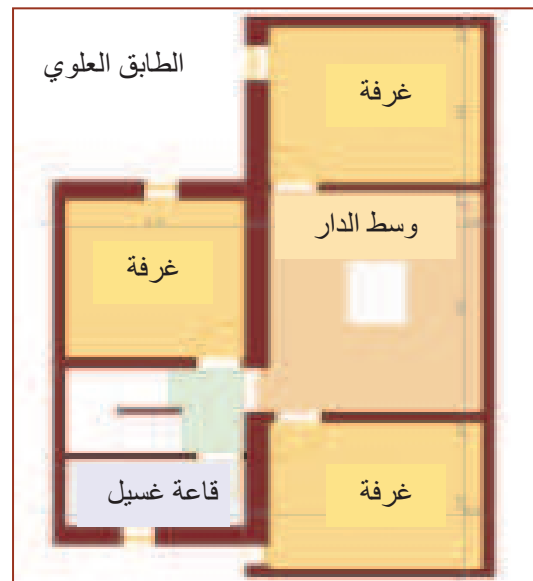 الطابق العلوي
غرفة
وسط الدار
غرفة
قاعة غسيل
غرفة